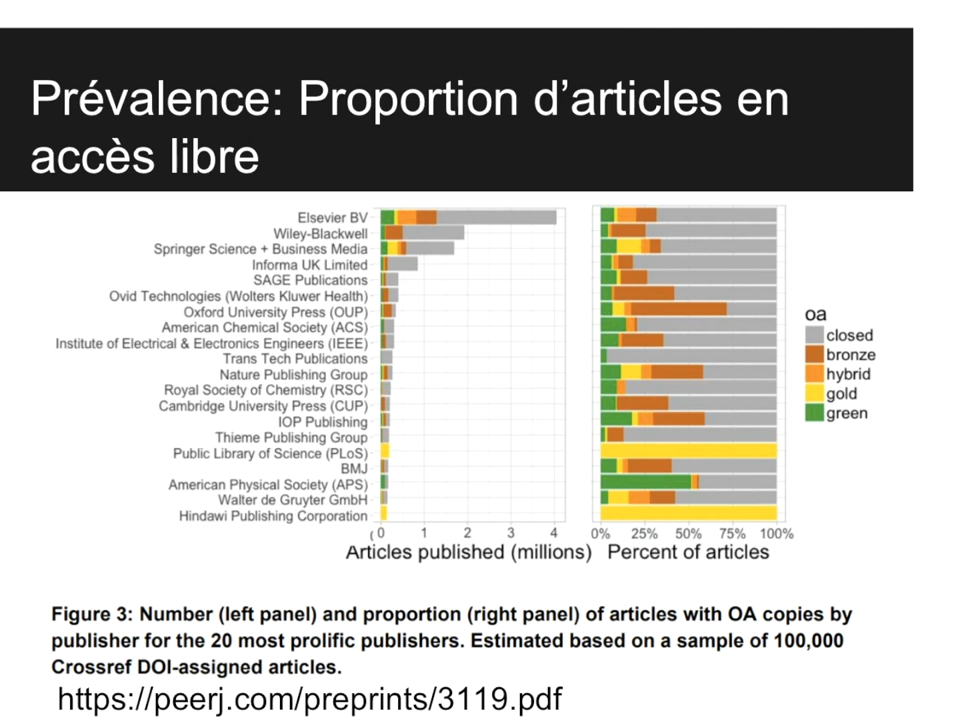 Prévalence: Proportion d’articles en
accès libre
Elsevier BV
Wiley-Blackwell
Springer Science + Business Media
Informa UK Limited
SAGE Publications
Ovid Technologies (Wolters Kluwer Health)
Oxford University Press (OUP)
American Chemical Society (ACS)
Institute of Electrical & Electronics Engineers (IEEE)
Trans Tech Publications
Nature Publishing Group
Royal Society of Chemistry (RSC)
Cambridge University Press (CUP)
IOP Publishing
Thieme Publishing Group
Public Library of Science (PLoS)
BMJ
American Physical Society (APS)
Walter de Gruyter GmbH
Hindawi Publishing Corporation
0 1 2 3 4
Articles published (millions)
0% 25% 50% 75% 100%
Percent of articles
oa
closed
bronze
hybrid
gold
green
Figure 3: Number (left panel) and proportion (right panel) of articles with OA copies by
publisher for the 20 most prolific publishers. Estimated based on a sample of 100,000
Crossref DOI-assigned articles.
https://peerj.com/preprints/3119.pdf